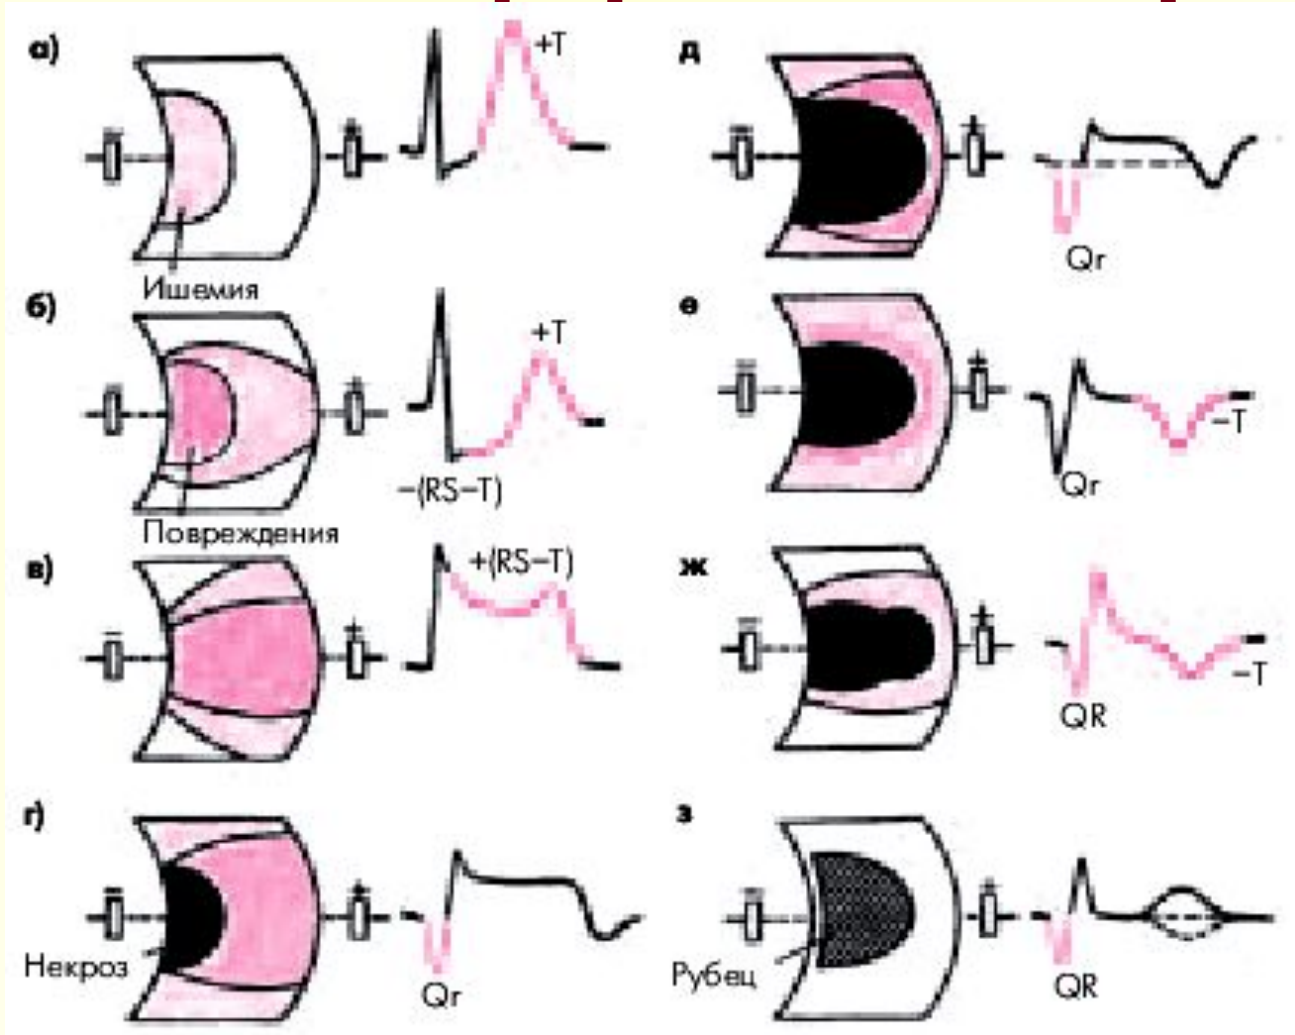 а)
+Т
Ишемия
б)
+Т
−(RS−T)
Повреждения
в)
+(RS−T)
г)
Некроз
Qr
д
Qr
е
−Т
Qr
ж
−Т
QR
з
Рубец
QR